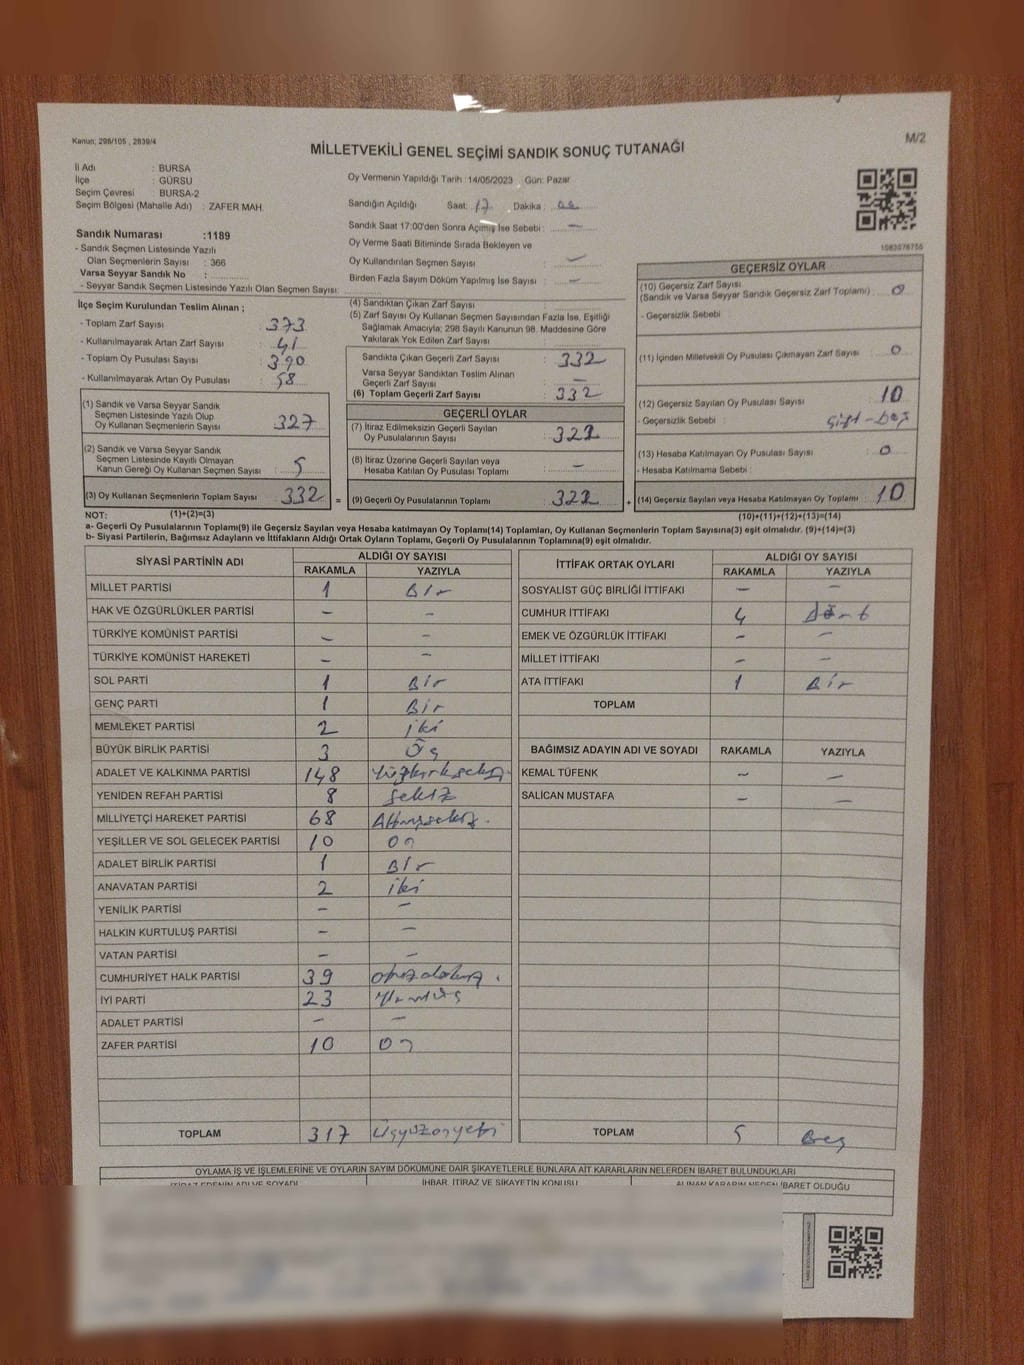 Kanun; 298/105 , 2839/4
M/2
MİLLETVEKİLİ GENEL SEÇİMİ SANDIK SONUÇ TUTANAĞI
İl Adı : BURSA
İlçe : GÜRSU
Seçim Çevresi : BURSA-2
Seçim Bölgesi (Mahalle Adı) : ZAFER MAH.
Oy Vermenin Yapıldığı Tarih : 14/05/2023 Gün: Pazar
Sandığın Açıldığı Saat: 17 Dakika :
Sandık Saat 17:00'den Sonra Açılmış İse Sebebi : —
Oy Verme Saati Bitiminde Sırada Bekleyen ve
Oy Kullandırılan Seçmen Sayısı : —
Birden Fazla Sayım Döküm Yapılmış İse Sayısı : —
Sandık Numarası :1189
- Sandık Seçmen Listesinde Yazılı
Olan Seçmenlerin Sayısı : 366
Varsa Seyyar Sandık No :
- Seyyar Sandık Seçmen Listesinde Yazılı Olan Seçmen Sayısı:
1083076755
İlçe Seçim Kurulundan Teslim Alınan ;
- Toplam Zarf Sayısı : 373
- Kullanılmayarak Artan Zarf Sayısı : 41
- Toplam Oy Pusulası Sayısı : 390
- Kullanılmayarak Artan Oy Pusulası : 58
(1) Sandık ve Varsa Seyyar Sandık
Seçmen Listesinde Yazılı Olup
Oy Kullanan Seçmenlerin Sayısı : 327
(2) Sandık ve Varsa Seyyar Sandık
Seçmen Listesinde Kayıtlı Olmayan
Kanun Gereği Oy Kullanan Seçmen Sayısı : 5
(3) Oy Kullanan Seçmenlerin Toplam Sayısı : 332 =
(4) Sandıktan Çıkan Zarf Sayısı :
(5) Zarf Sayısı Oy Kullanan Seçmen Sayısından Fazla İse, Eşitliği
Sağlamak Amacıyla; 298 Sayılı Kanunun 98. Maddesine Göre
Yakılarak Yok Edilen Zarf Sayısı :
Sandıkta Çıkan Geçerli Zarf Sayısı : 332
Varsa Seyyar Sandıktan Teslim Alınan
Geçerli Zarf Sayısı : —
(6) Toplam Geçerli Zarf Sayısı : 332
GEÇERLİ OYLAR
(7) İtiraz Edilmeksizin Geçerli Sayılan
Oy Pusulalarının Sayısı : 322
(8) İtiraz Üzerine Geçerli Sayılan veya
Hesaba Katılan Oy Pusulası Toplamı : —
(9) Geçerli Oy Pusulalarının Toplamı : 322 +
GEÇERSİZ OYLAR
(10) Geçersiz Zarf Sayısı
(Sandık ve Varsa Seyyar Sandık Geçersiz Zarf Toplamı) : 0
- Geçersizlik Sebebi :
(11) İçinden Milletvekili Oy Pusulası Çıkmayan Zarf Sayısı : 0
(12) Geçersiz Sayılan Oy Pusulası Sayısı : 10
- Geçersizlik Sebebi : Çift-Boş
(13) Hesaba Katılmayan Oy Pusulası Sayısı : 0
- Hesaba Katılmama Sebebi :
(14) Geçersiz Sayılan veya Hesaba Katılmayan Oy Toplamı : 10
NOT: (1)+(2)=(3)
(10)+(11)+(12)+(13)=(14)
a- Geçerli Oy Pusulalarının Toplamı(9) ile Geçersiz Sayılan veya Hesaba katılmayan Oy Toplamı(14) Toplamları, Oy Kullanan Seçmenlerin Toplam Sayısına(3) eşit olmalıdır. (9)+(14)=(3)
b- Siyasi Partilerin, Bağımsız Adayların ve İttifakların Aldığı Ortak Oyların Toplamı, Geçerli Oy Pusulalarının Toplamına(9) eşit olmalıdır.
SİYASİ PARTİNİN ADI ALDIĞI OY SAYISI
RAKAMLA YAZIYLA
MİLLET PARTİSİ 1 Bir
HAK VE ÖZGÜRLÜKLER PARTİSİ – –
TÜRKİYE KOMÜNİST PARTİSİ – –
TÜRKİYE KOMÜNİST HAREKETİ – –
SOL PARTİ 1 Bir
GENÇ PARTİ 1 Bir
MEMLEKET PARTİSİ 2 iki
BÜYÜK BİRLİK PARTİSİ 3 Üç
ADALET VE KALKINMA PARTİSİ 148 Yüzkırksekiz
YENİDEN REFAH PARTİSİ 8 Sekiz
MİLLİYETÇİ HAREKET PARTİSİ 68 Altmışsekiz.
YEŞİLLER VE SOL GELECEK PARTİSİ 10 On
ADALET BİRLİK PARTİSİ 1 Bir
ANAVATAN PARTİSİ 2 iki
YENİLİK PARTİSİ – –
HALKIN KURTULUŞ PARTİSİ – –
VATAN PARTİSİ – –
CUMHURİYET HALK PARTİSİ 39 otuzdokuz.
İYİ PARTİ 23 Yirmiüç
ADALET PARTİSİ – –
ZAFER PARTİSİ 10 On
TOPLAM 317 Üçyüzonyedi
İTTİFAK ORTAK OYLARI ALDIĞI OY SAYISI
RAKAMLA YAZIYLA
SOSYALİST GÜÇ BİRLİĞİ İTTİFAKI – –
CUMHUR İTTİFAKI 4 Dört
EMEK VE ÖZGÜRLÜK İTTİFAKI – –
MİLLET İTTİFAKI – –
ATA İTTİFAKI 1 Bir
TOPLAM
BAĞIMSIZ ADAYIN ADI VE SOYADI RAKAMLA YAZIYLA
KEMAL TÜFENK – –
SALİCAN MUSTAFA – –
TOPLAM 5 Beş
OYLAMA İŞ VE İŞLEMLERİNE VE OYLARIN SAYIM DÖKÜMÜNE DAİR ŞİKAYETLERLE BUNLARA AİT KARARLARIN NELERDEN İBARET BULUNDUKLARI
İTİRAZ EDENİN ADI VE SOYADI İHBAR, İTİRAZ VE ŞİKAYETİN KONUSU ALINAN KARARIN NEDEN İBARET OLDUĞU